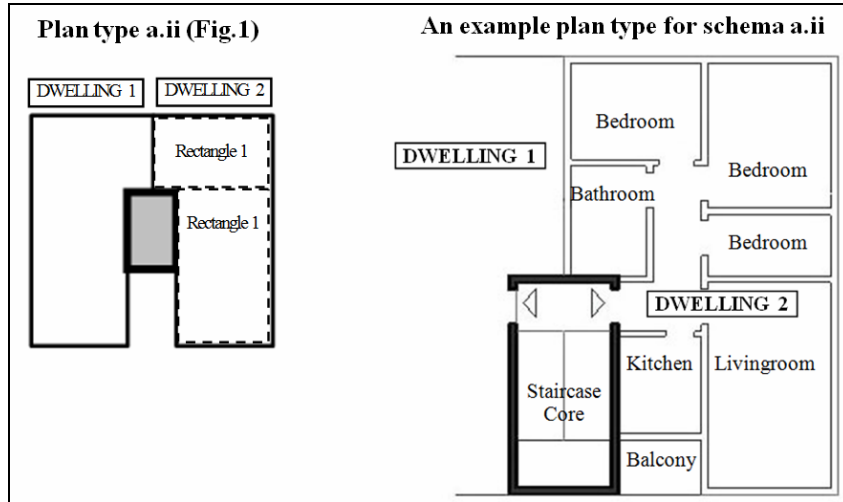 Plan type a.ii (Fig.1)
DWELLING 1
DWELLING 2
Rectangle 1
Rectangle 1
An example plan type for schema a.ii
Bedroom
DWELLING 1
Bedroom
Bathroom
Bedroom
DWELLING 2
Kitchen
Livingroom
Staircase
Core
Balcony